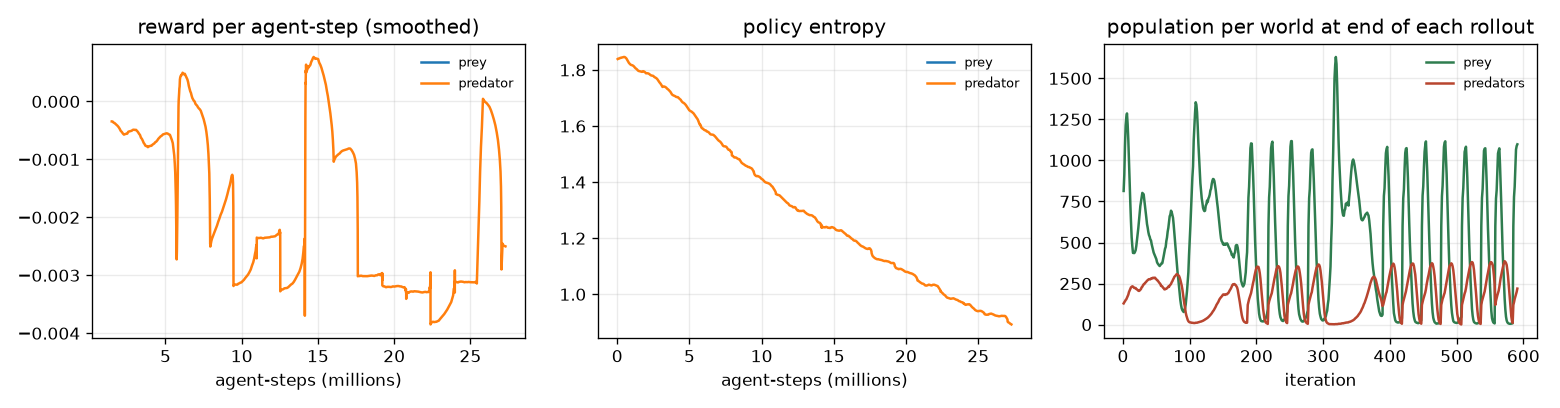 reward per agent-step (smoothed)
prey
predator
0.000
−0.001
−0.002
−0.003
−0.004
5 10 15 20 25
agent-steps (millions)
policy entropy
prey
predator
1.8
1.6
1.4
1.2
1.0
0 5 10 15 20 25
agent-steps (millions)
population per world at end of each rollout
prey
predators
1500
1250
1000
750
500
250
0
0 100 200 300 400 500 600
iteration